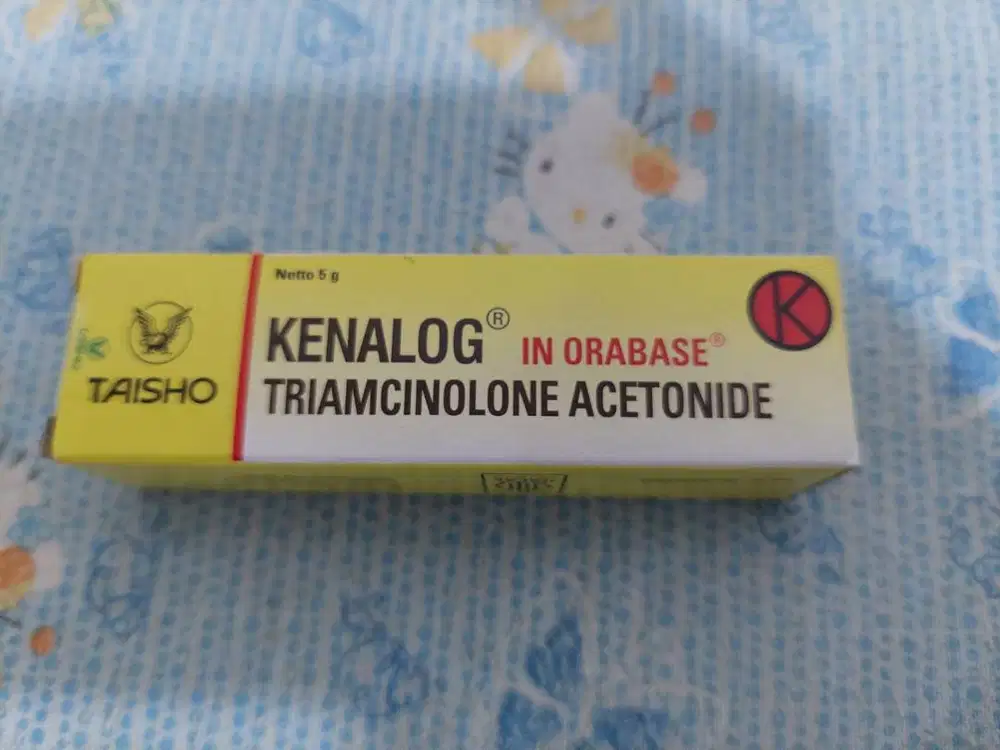 Netto 5 g
KENALOG® IN ORABASE®
TRIAMCINOLONE ACETONIDE
TAISHO
K